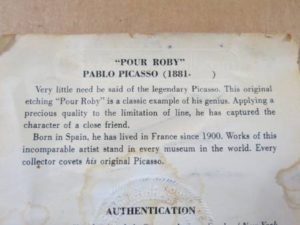 "POUR ROBY"
PABLO PICASSO (1881- )
Very little need be said of the legendary Picasso. This original
etching "Pour Roby" is a classic example of his genius. Applying a
precious quality to the limitation of line, he has captured the
character of a close friend.
Born in Spain, he has lived in France since 1900. Works of this
incomparable artist stand in every museum in the world. Every
collector covets his original Picasso.
AUTHENTICATION